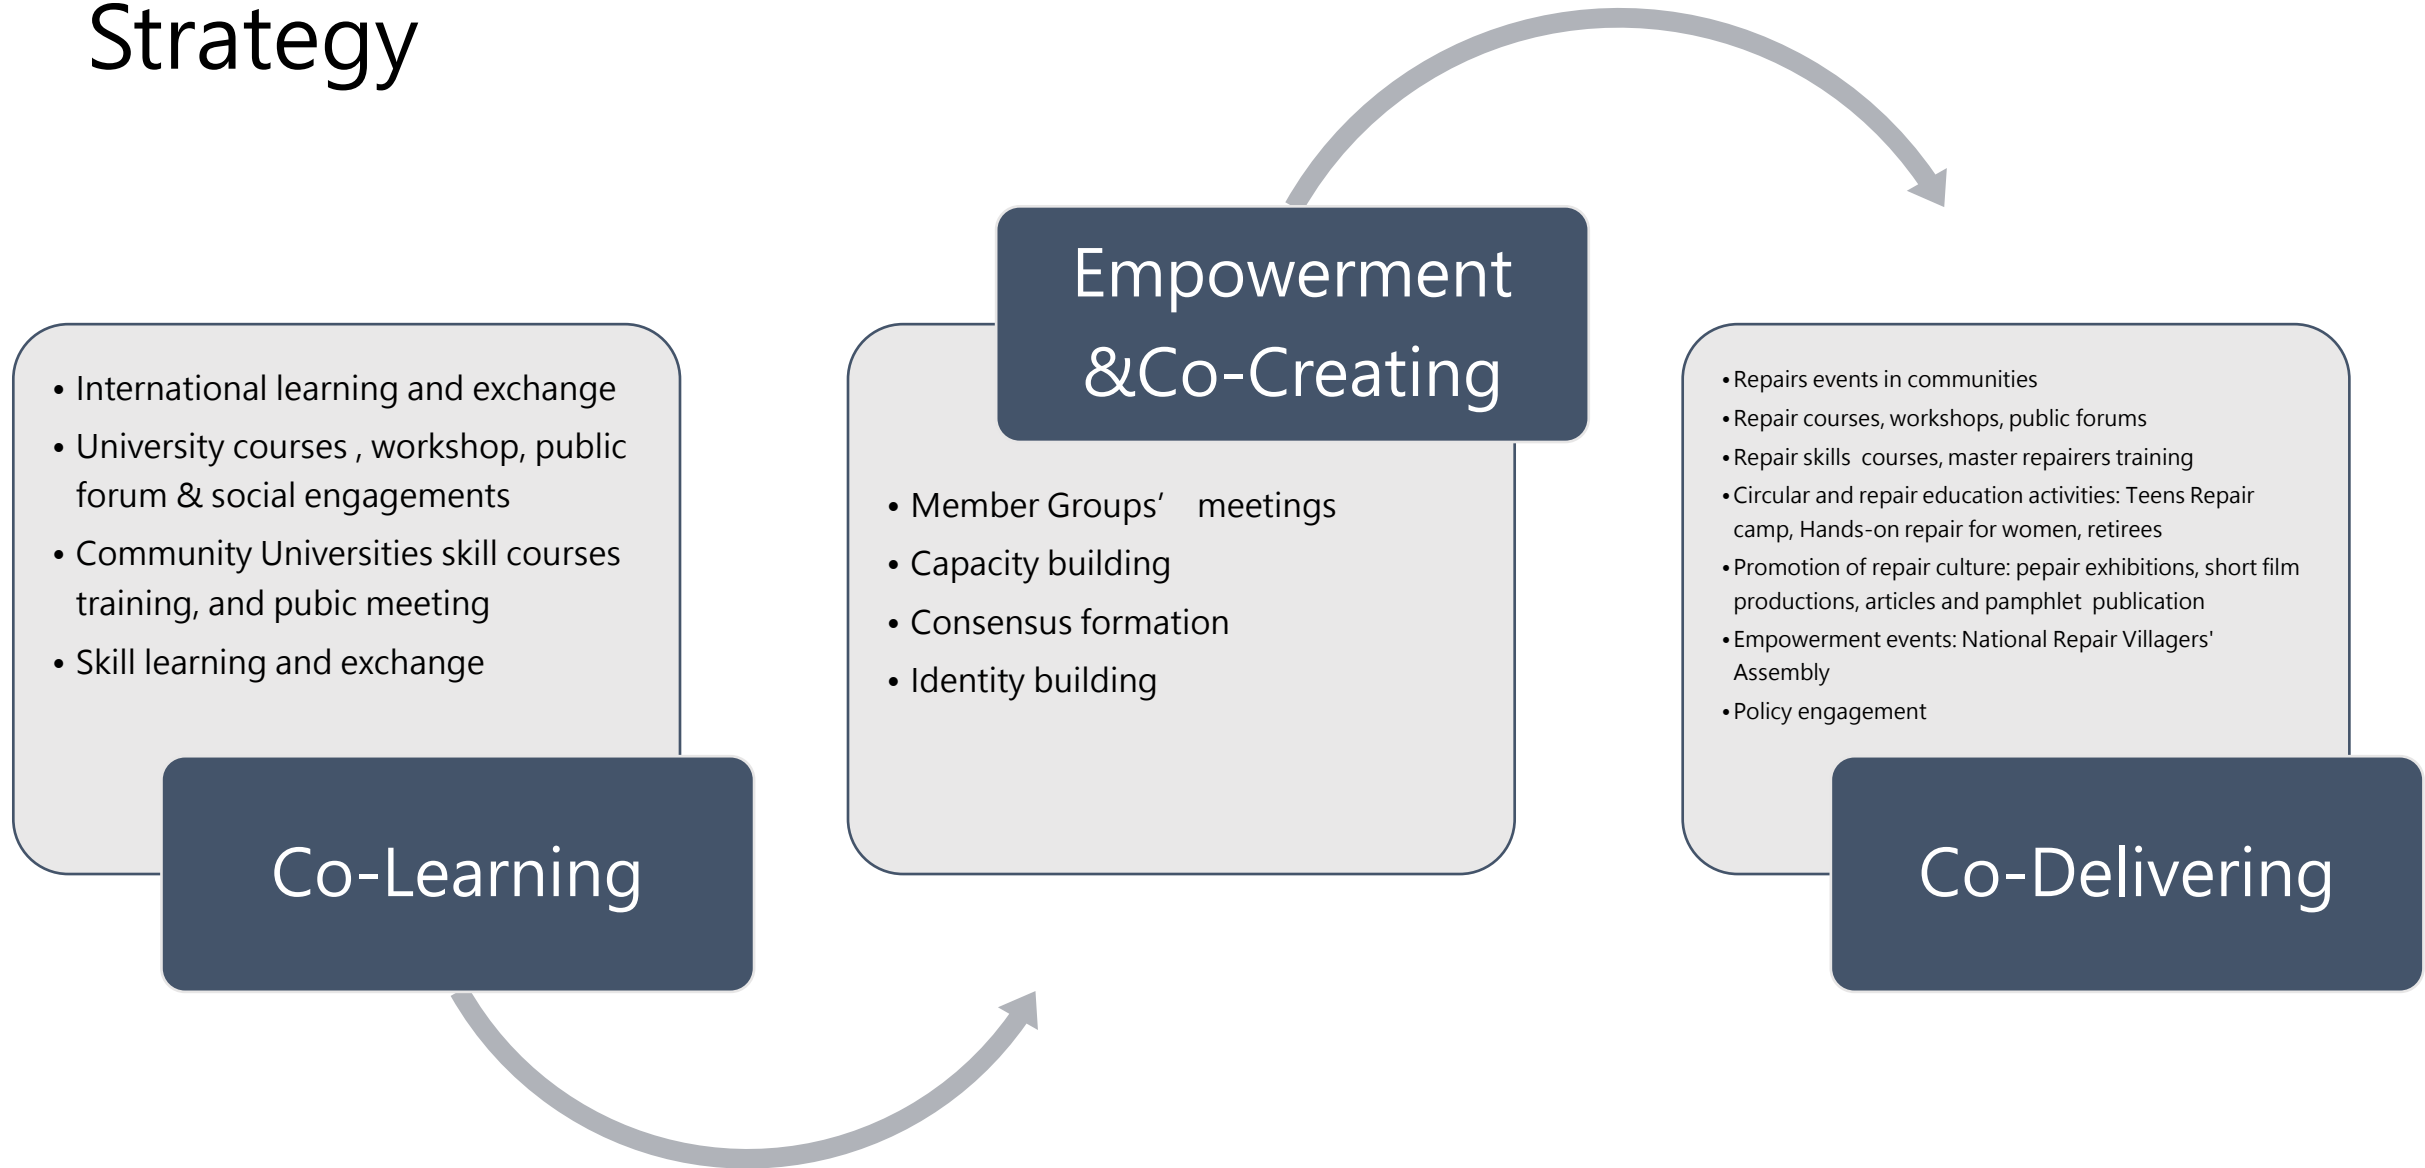 Strategy
• International learning and exchange
• University courses , workshop, public
forum & social engagements
• Community Universities skill courses
training, and pubic meeting
• Skill learning and exchange
Co-Learning
Empowerment
&Co-Creating
• Member Groups’ meetings
• Capacity building
• Consensus formation
• Identity building
• Repairs events in communities
• Repair courses, workshops, public forums
• Repair skills courses, master repairers training
• Circular and repair education activities: Teens Repair
camp, Hands-on repair for women, retirees
• Promotion of repair culture: pepair exhibitions, short film
productions, articles and pamphlet publication
• Empowerment events: National Repair Villagers'
Assembly
• Policy engagement
Co-Delivering